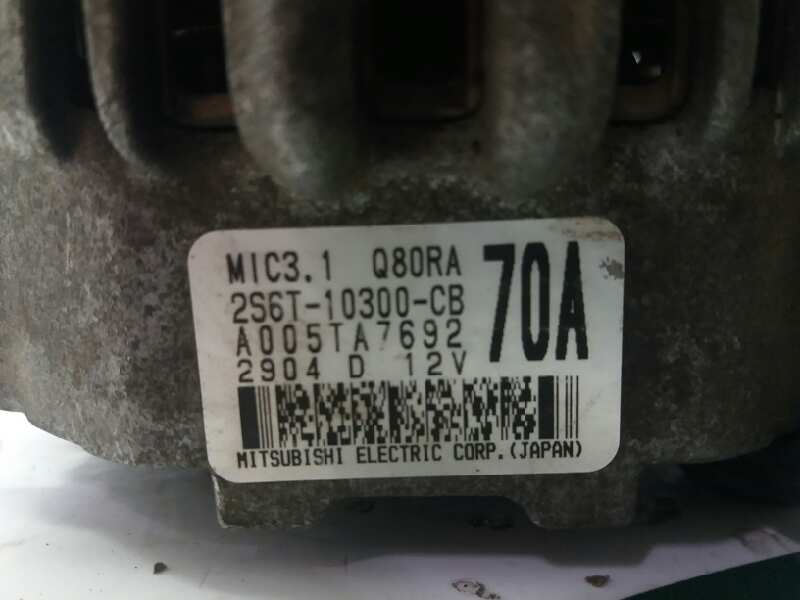 MIC3.1 Q80RA
2S6T-10300-CB
70A
A005TA7692
2904 D 12V
MITSUBISHI ELECTRIC CORP.(JAPAN)